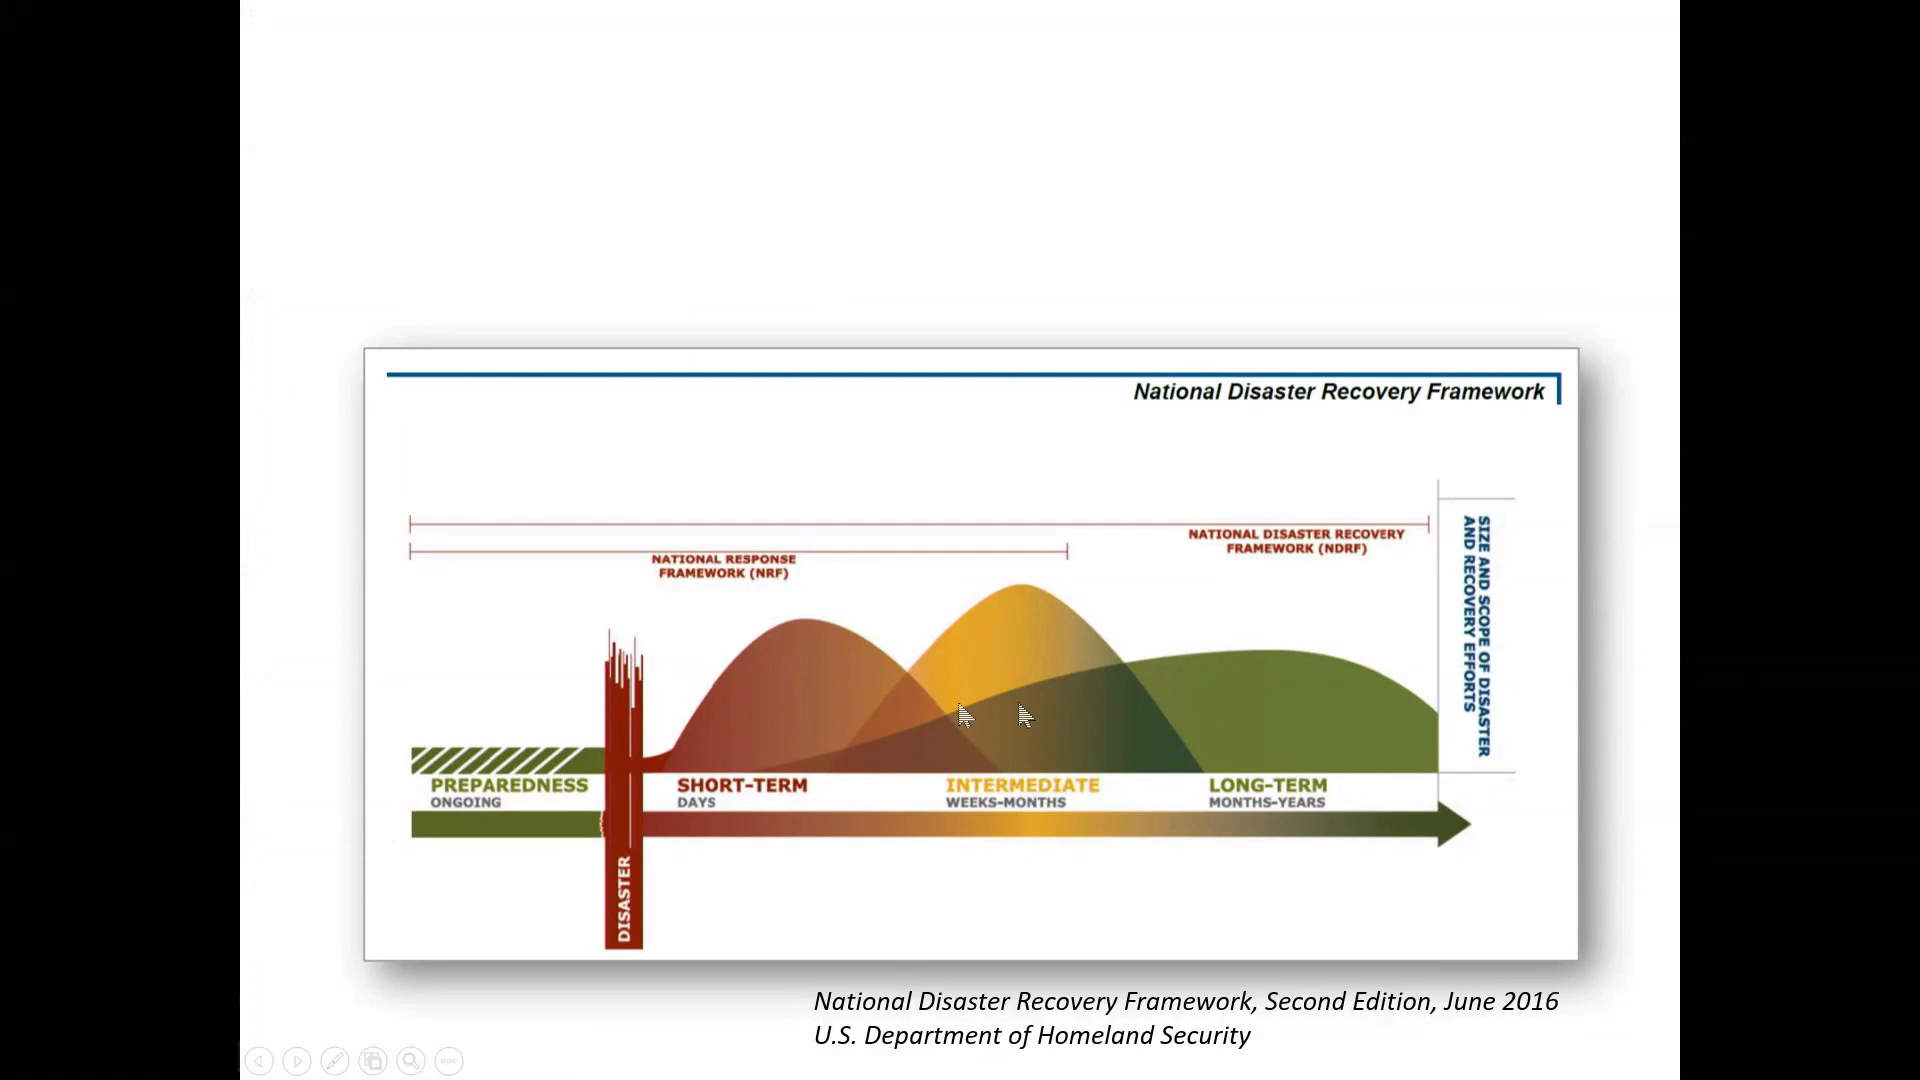 National Disaster Recovery Framework
NATIONAL DISASTER RECOVERY
FRAMEWORK (NDRF)
NATIONAL RESPONSE
FRAMEWORK (NRF)
SIZE AND SCOPE OF DISASTER
AND RECOVERY EFFORTS
PREPAREDNESS
ONGOING
SHORT-TERM
DAYS
INTERMEDIATE
WEEKS-MONTHS
LONG-TERM
MONTHS-YEARS
DISASTER
National Disaster Recovery Framework, Second Edition, June 2016
U.S. Department of Homeland Security